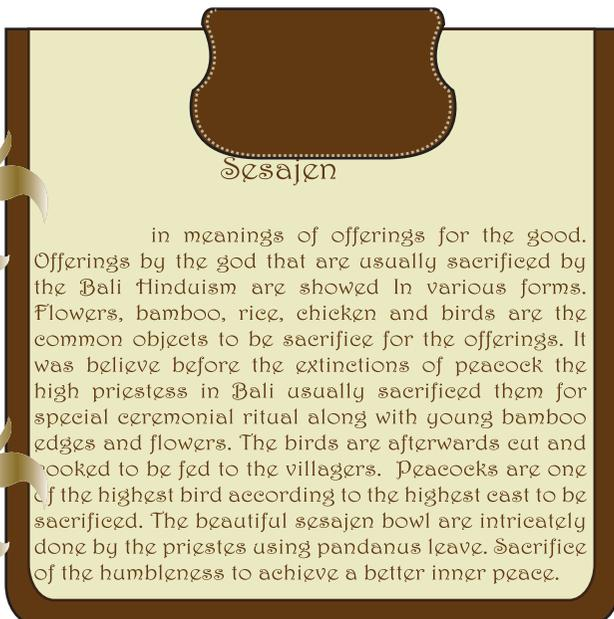 Sesajen
in meanings of offerings for the good.
Offerings by the god that are usually sacrificed by
the Bali Hinduism are showed In various forms.
Flowers, bamboo, rice, chicken and birds are the
common objects to be sacrifice for the offerings. It
was believe before the extinctions of peacock the
high priestess in Bali usually sacrificed them for
special ceremonial ritual along with young bamboo
edges and flowers. The birds are afterwards cut and
cooked to be fed to the villagers. Peacocks are one
of the highest bird according to the highest cast to be
sacrificed. The beautiful sesajen bowl are intricately
done by the priestes using pandanus leave. Sacrifice
of the humbleness to achieve a better inner peace.